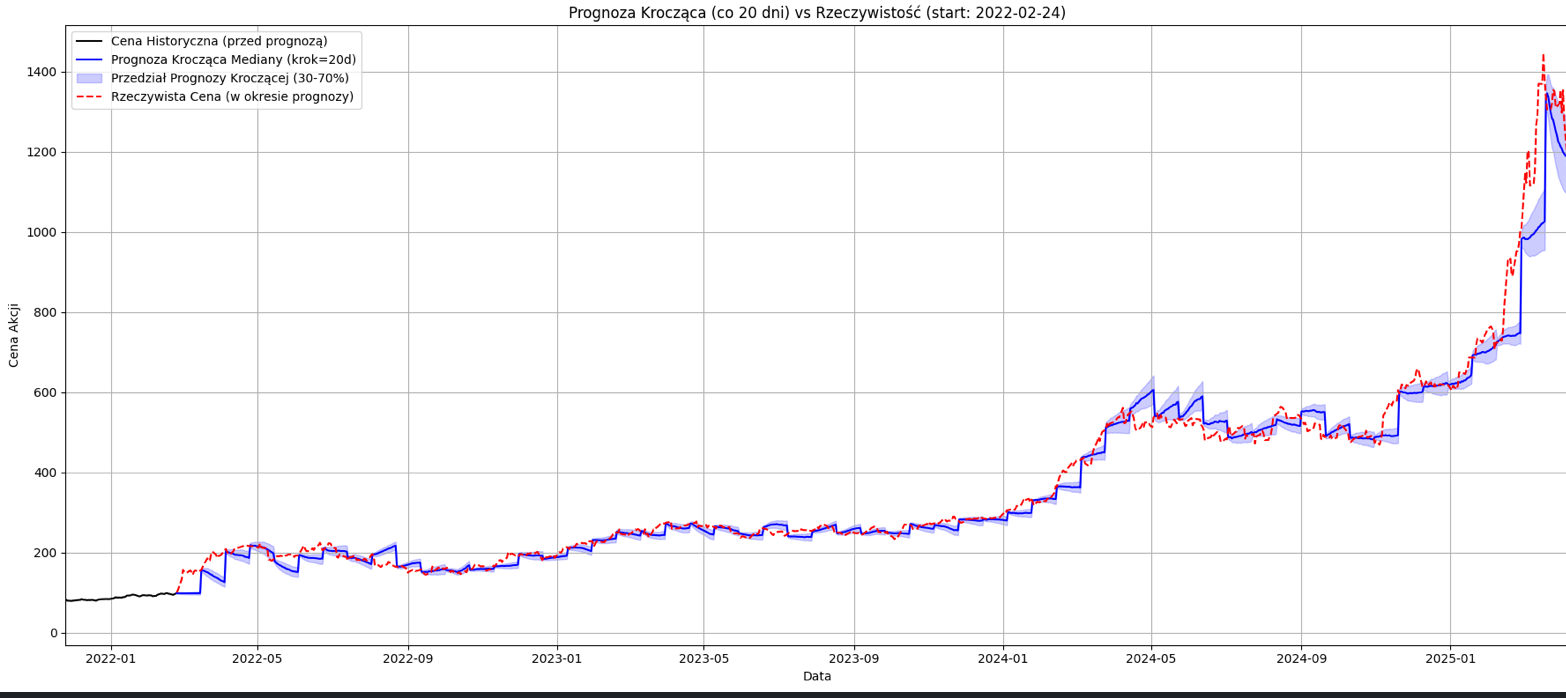 Prognoza Krocząca (co 20 dni) vs Rzeczywistość (start: 2022-02-24)
Cena Historyczna (przed prognozą)
Prognoza Krocząca Mediany (krok=20d)
Przedział Prognozy Kroczącej (30-70%)
Rzeczywista Cena (w okresie prognozy)
1400
1200
1000
800
600
400
200
0
Cena Akcji
2022-01 2022-05 2022-09 2023-01 2023-05 2023-09 2024-01 2024-05 2024-09 2025-01
Data